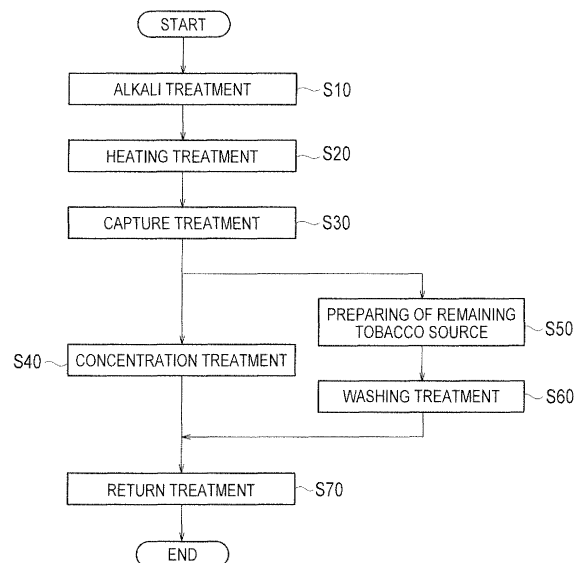 START
ALKALI TREATMENT
S10
HEATING TREATMENT
S20
CAPTURE TREATMENT
S30
PREPARING OF REMAINING
TOBACCO SOURCE
S50
S40
CONCENTRATION TREATMENT
WASHING TREATMENT
S60
RETURN TREATMENT
S70
END